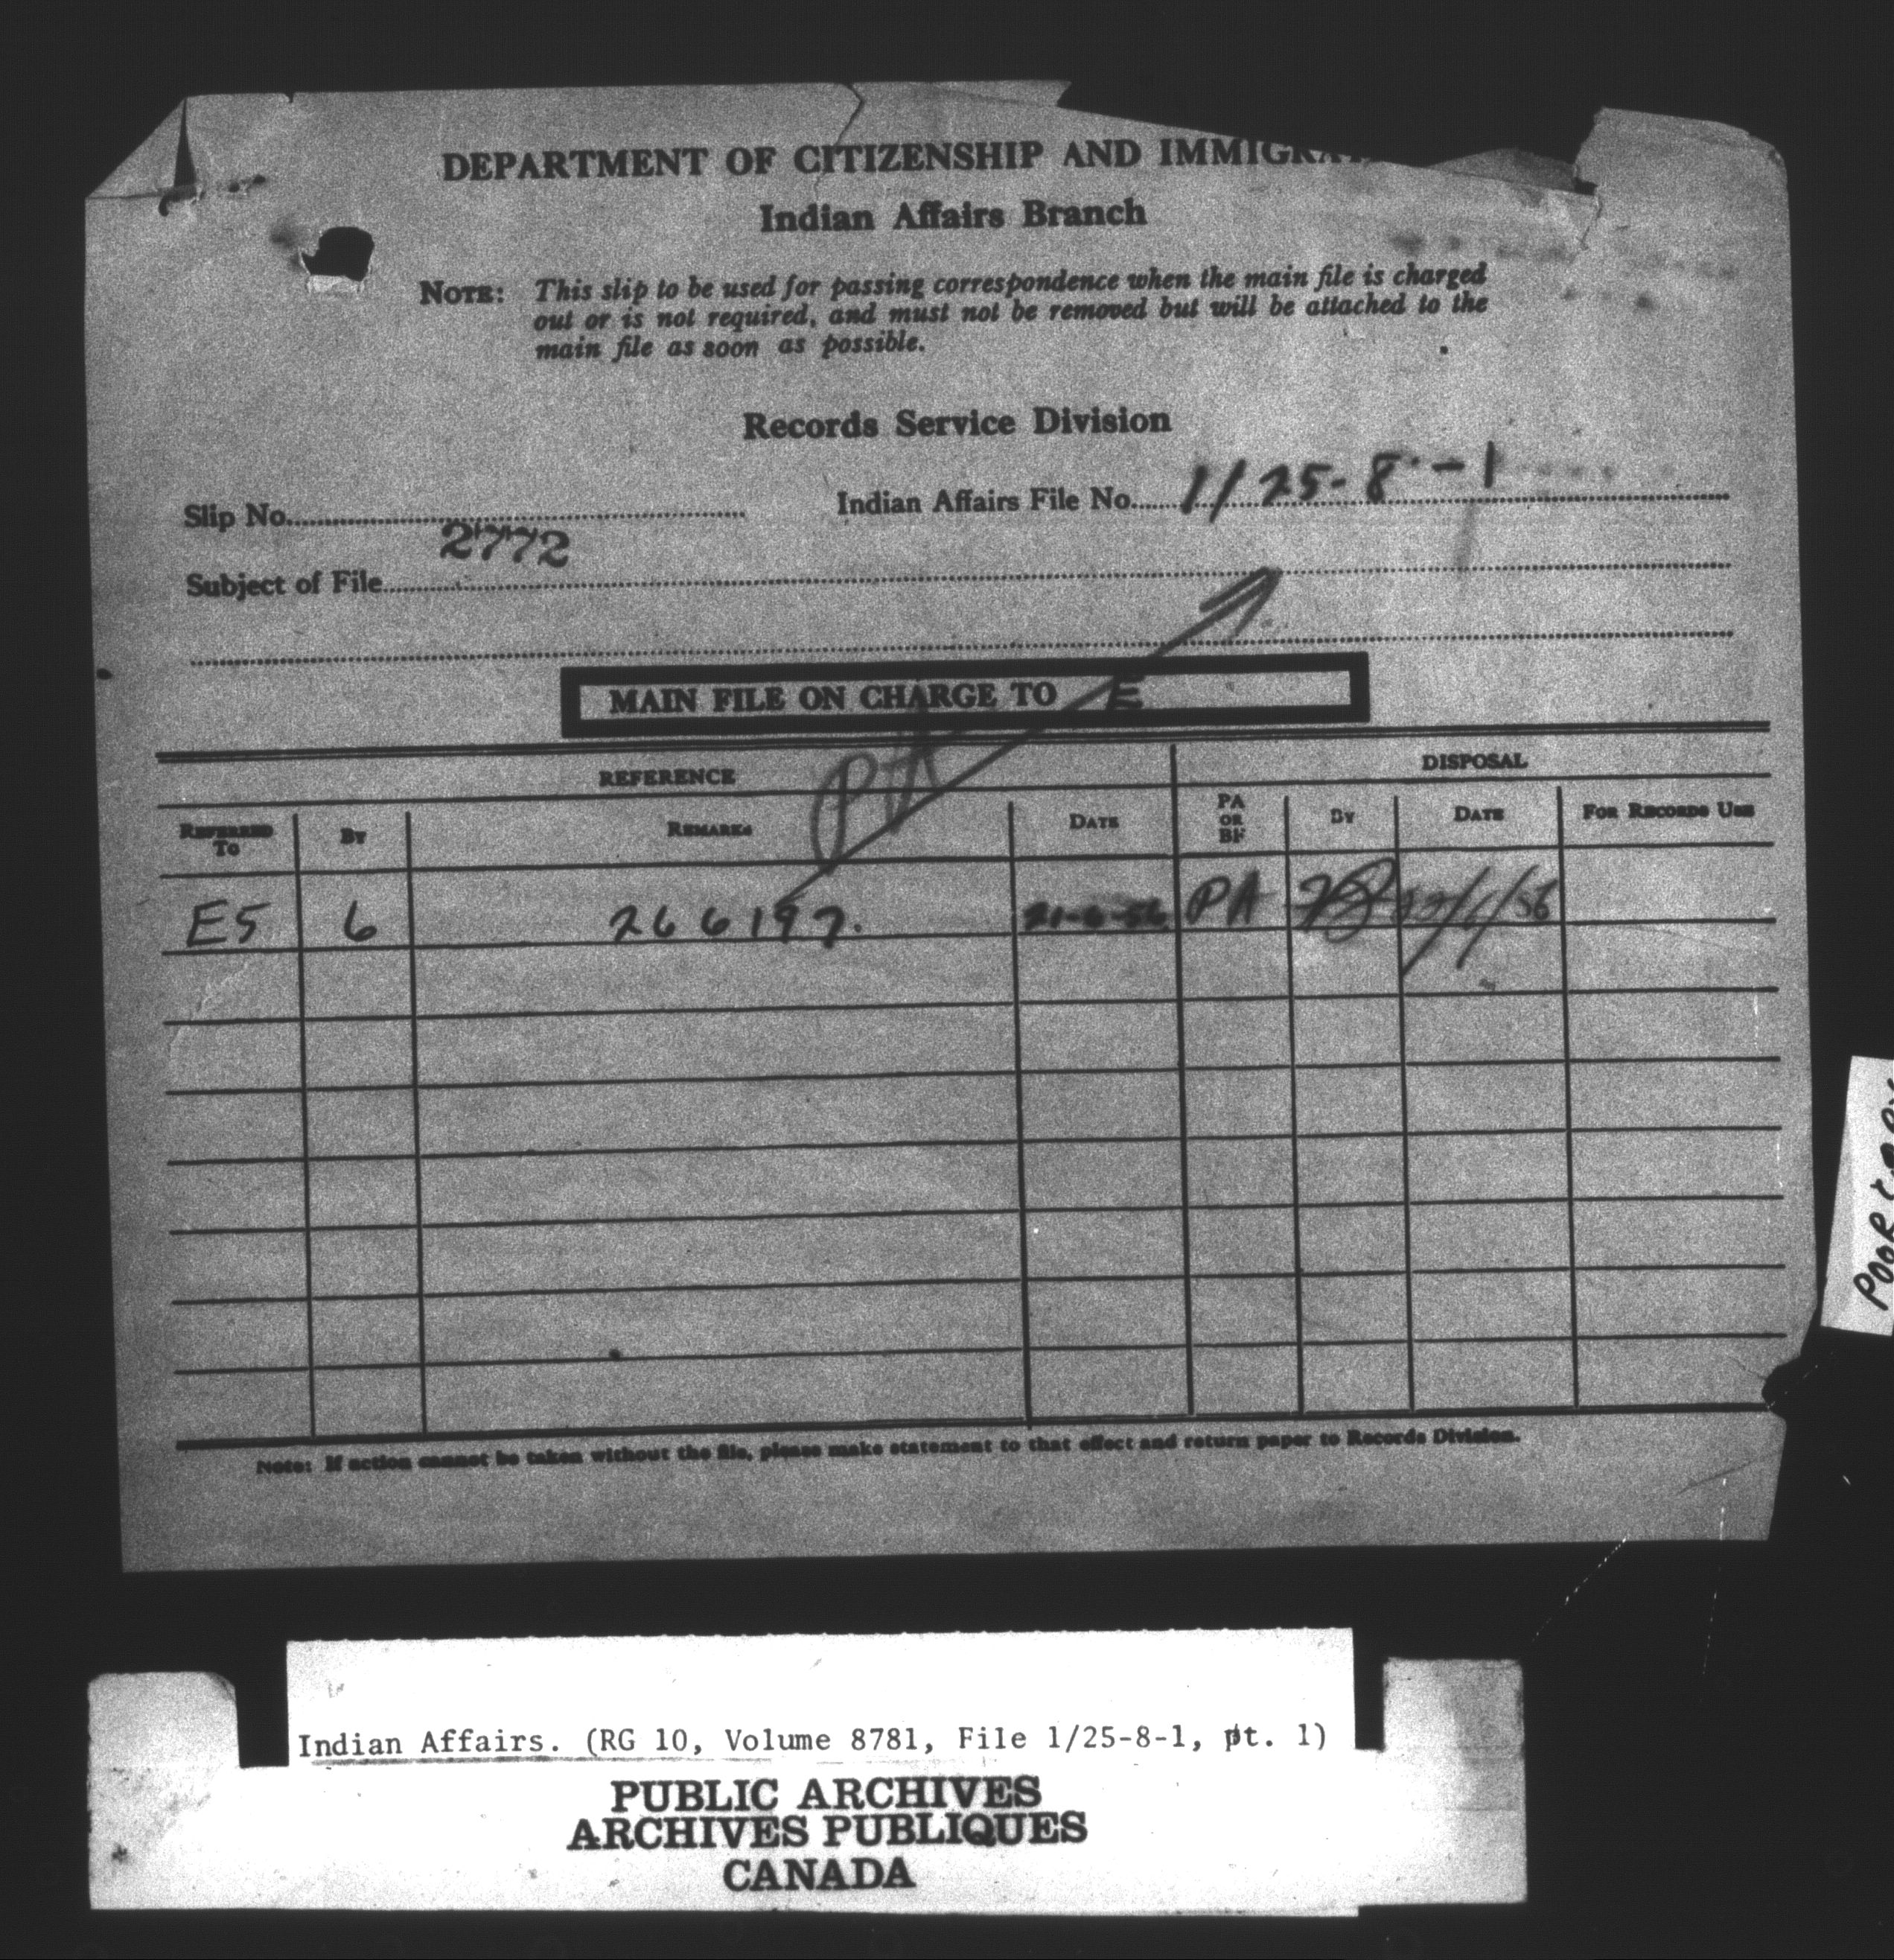 DEPARTMENT OF CITIZENSHIP AND IMMIGRA
Indian Affairs Branch
NOTE: This slip to be used for passing correspondence when the main file is charged
out or is not required, and must not be removed but will be attached to the
main file as soon as possible.
Records Service Division
Slip No. Indian Affairs File No. 1/25-8-1
2772
Subject of File
MAIN FILE ON CHARGE TO E
PA
REFERENCE DISPOSAL
REFERRED TO BY REMARKS DATE PA OR BF BY DATE FOR RECORDS USE
E5 6 266197. 21-6-56 PA /56
Note: If action cannot be taken without the file, please make statement to that effect and return paper to Records Division.
POOR COPY
Indian Affairs. (RG 10, Volume 8781, File 1/25-8-1, pt. 1)
PUBLIC ARCHIVES
ARCHIVES PUBLIQUES
CANADA